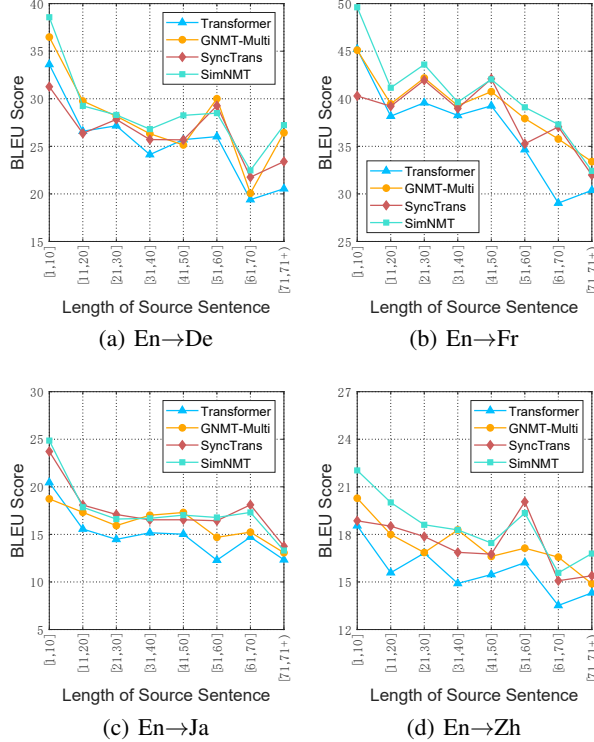 BLEU Score
40
35
30
25
20
15
Transformer
GNMT-Multi
SyncTrans
SimNMT
[1,10]
[11,20]
[21,30]
[31,40]
[41,50]
[51,60]
[61,70]
[71,71+)
Length of Source Sentence
(a) En→De
BLEU Score
50
45
40
35
30
25
Transformer
GNMT-Multi
SyncTrans
SimNMT
[1,10]
[11,20]
[21,30]
[31,40]
[41,50]
[51,60]
[61,70]
[71,71+)
Length of Source Sentence
(b) En→Fr
BLEU Score
30
25
20
15
10
5
Transformer
GNMT-Multi
SyncTrans
SimNMT
[1,10]
[11,20]
[21,30]
[31,40]
[41,50]
[51,60]
[61,70]
[71,71+)
Length of Source Sentence
(c) En→Ja
BLEU Score
27
24
21
18
15
12
Transformer
GNMT-Multi
SyncTrans
SimNMT
[1,10]
[11,20]
[21,30]
[31,40]
[41,50]
[51,60]
[61,70]
[71,71+)
Length of Source Sentence
(d) En→Zh